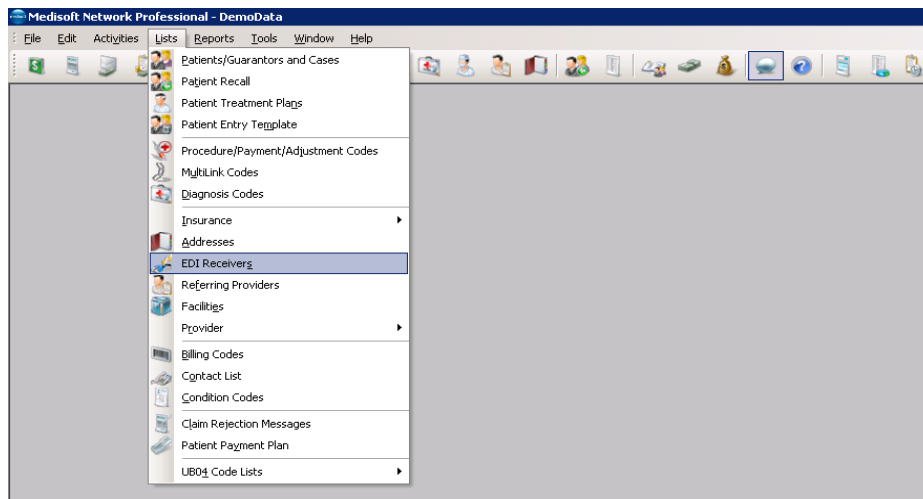 Medisoft Network Professional - DemoData
File Edit Activities Lists Reports Tools Window Help
Patients/Guarantors and Cases
Patient Recall
Patient Treatment Plans
Patient Entry Template
Procedure/Payment/Adjustment Codes
MultiLink Codes
Diagnosis Codes
Insurance
Addresses
EDI Receivers
Referring Providers
Facilities
Provider
Billing Codes
Contact List
Condition Codes
Claim Rejection Messages
Patient Payment Plan
UB04 Code Lists